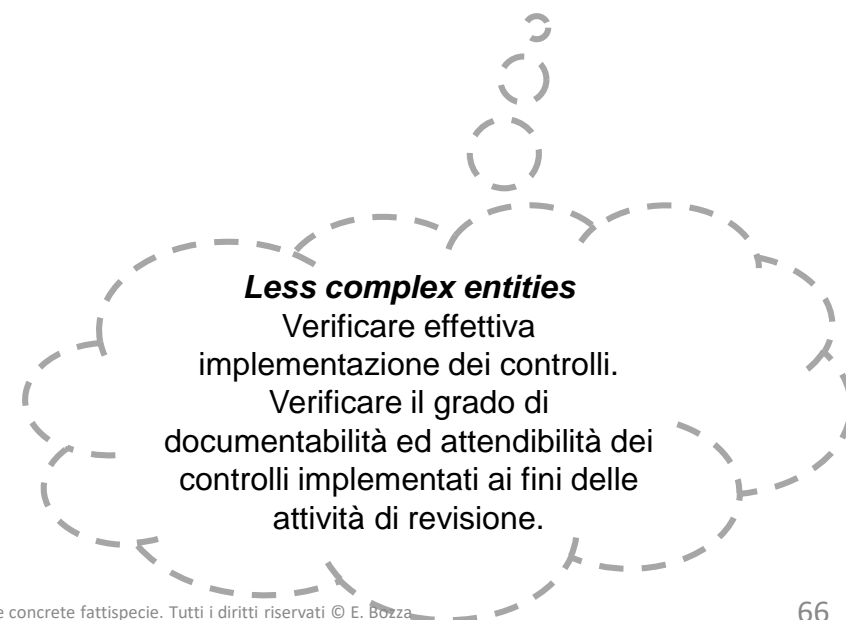 Less complex entities
Verificare effettiva
implementazione dei controlli.
Verificare il grado di
documentabilità ed attendibilità dei
controlli implementati ai fini delle
attività di revisione.
e concrete fattispecie. Tutti i diritti riservati © E. Bozza
66